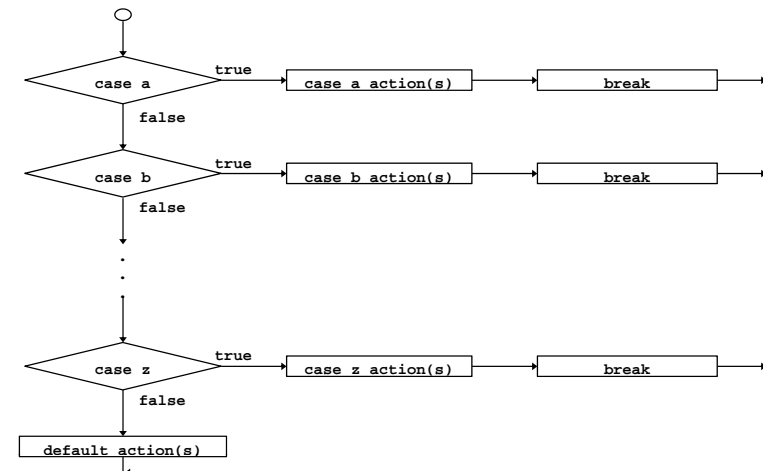 true
case a
case a action(s)
break
false
true
case b
case b action(s)
break
false
.
.
.
true
case z
case z action(s)
break
false
default action(s)